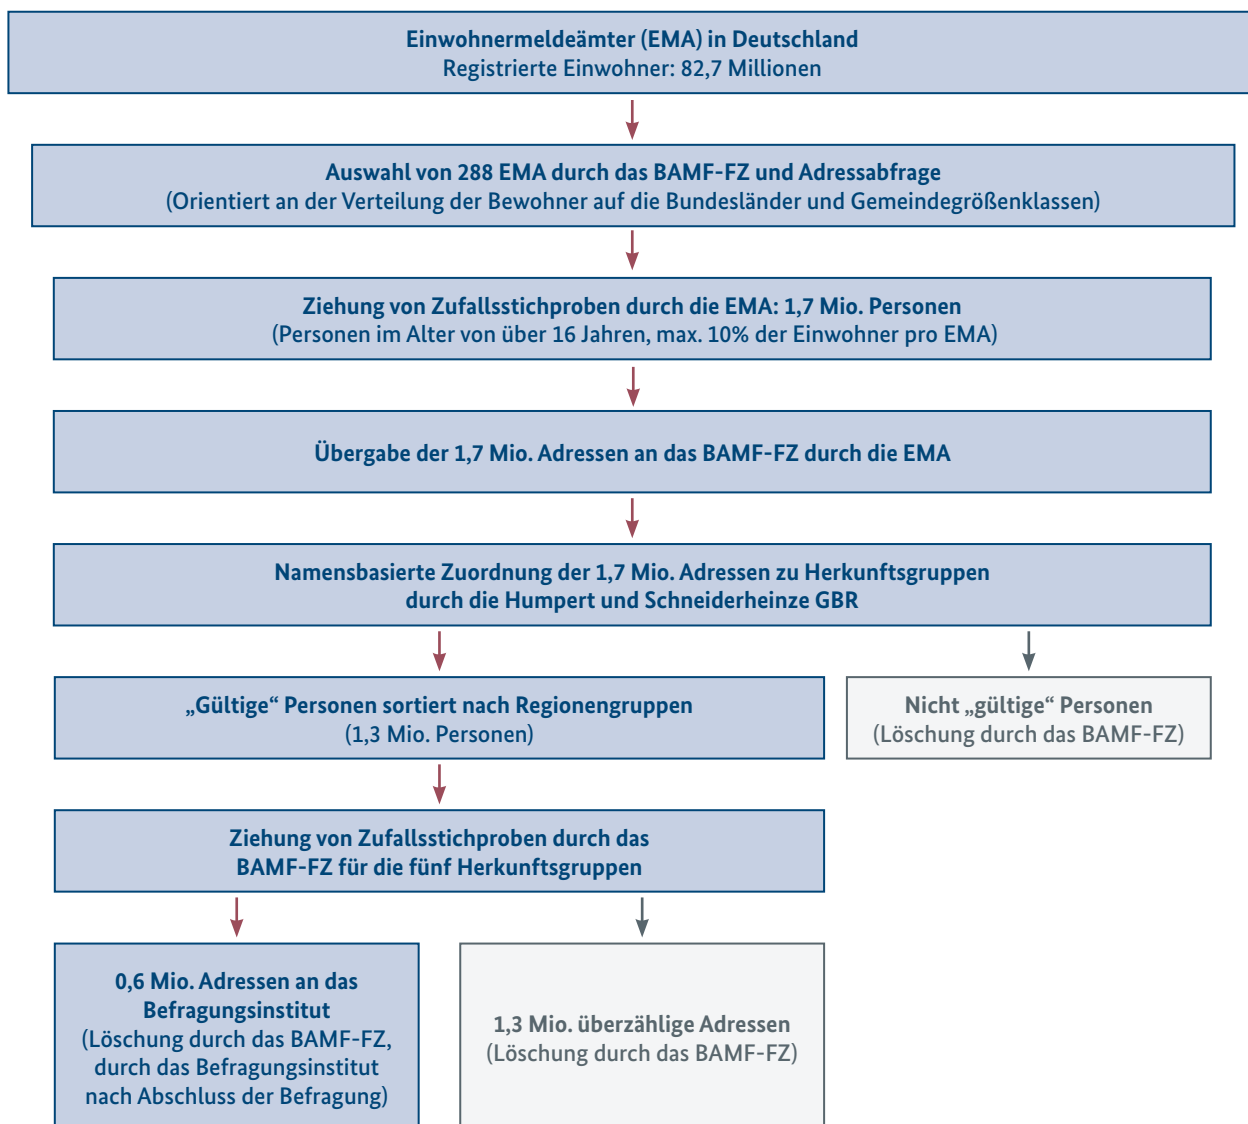 Einwohnermeldeämter (EMA) in Deutschland
Registrierte Einwohner: 82,7 Millionen
Auswahl von 288 EMA durch das BAMF-FZ und Adressabfrage
(Orientiert an der Verteilung der Bewohner auf die Bundesländer und Gemeindegrößenklassen)
Ziehung von Zufallsstichproben durch die EMA: 1,7 Mio. Personen
(Personen im Alter von über 16 Jahren, max. 10% der Einwohner pro EMA)
Übergabe der 1,7 Mio. Adressen an das BAMF-FZ durch die EMA
Namensbasierte Zuordnung der 1,7 Mio. Adressen zu Herkunftsgruppen
durch die Humpert und Schneiderheinze GBR
„Gültige“ Personen sortiert nach Regionengruppen
(1,3 Mio. Personen)
Nicht „gültige“ Personen
(Löschung durch das BAMF-FZ)
Ziehung von Zufallsstichproben durch das
BAMF-FZ für die fünf Herkunftsgruppen
0,6 Mio. Adressen an das
Befragungsinstitut
(Löschung durch das BAMF-FZ,
durch das Befragungsinstitut
nach Abschluss der Befragung)
1,3 Mio. überzählige Adressen
(Löschung durch das BAMF-FZ)